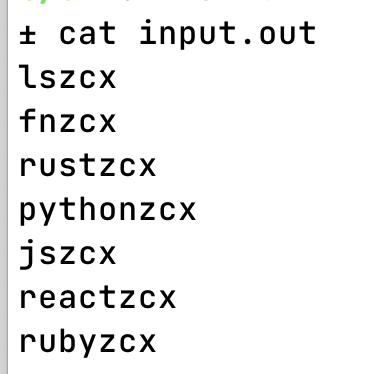 ± cat input.out
lszcx
fnzcx
rustzcx
pythonzcx
jszcx
reactzcx
rubyzcx